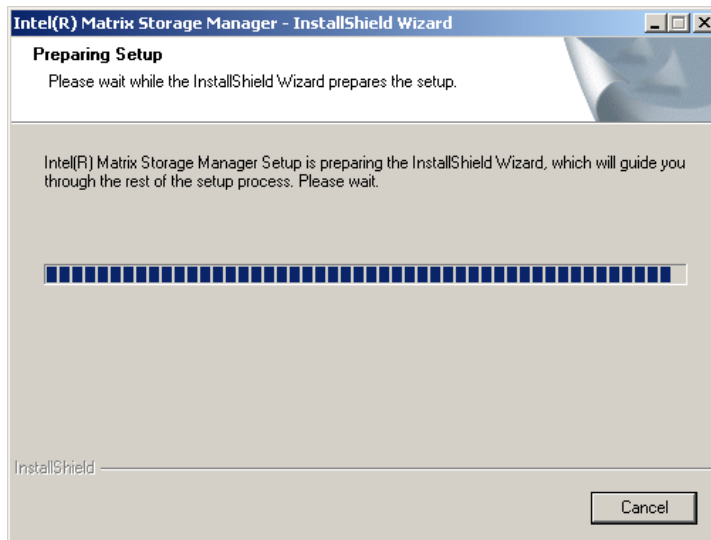 Intel(R) Matrix Storage Manager - InstallShield Wizard
Preparing Setup
Please wait while the InstallShield Wizard prepares the setup.
Intel(R) Matrix Storage Manager Setup is preparing the InstallShield Wizard, which will guide you
through the rest of the setup process. Please wait.
InstallShield
Cancel